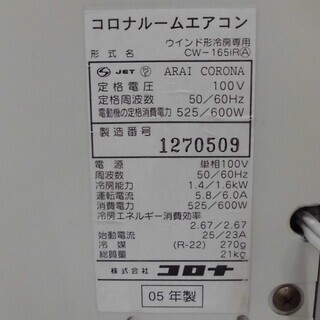 コロナルームエアコン
ウインド形冷房専用
形式名 CW-165iRⒶ
JET ARAI CORONA
定格電圧 100V
定格周波数 50/60Hz
電動機の定格消費電力 525/600W
製造番号
1270509
電源 単相100V
周波数 50/60Hz
冷房能力 1.4/1.6kW
運転電流 5.8/6.0A
消費電力 525/600W
冷房エネルギー消費効率
2.67/2.67
始動電流 25/23A
冷媒 (R-22) 270g
総質量 21kg
株式会社 コロナ
05年製